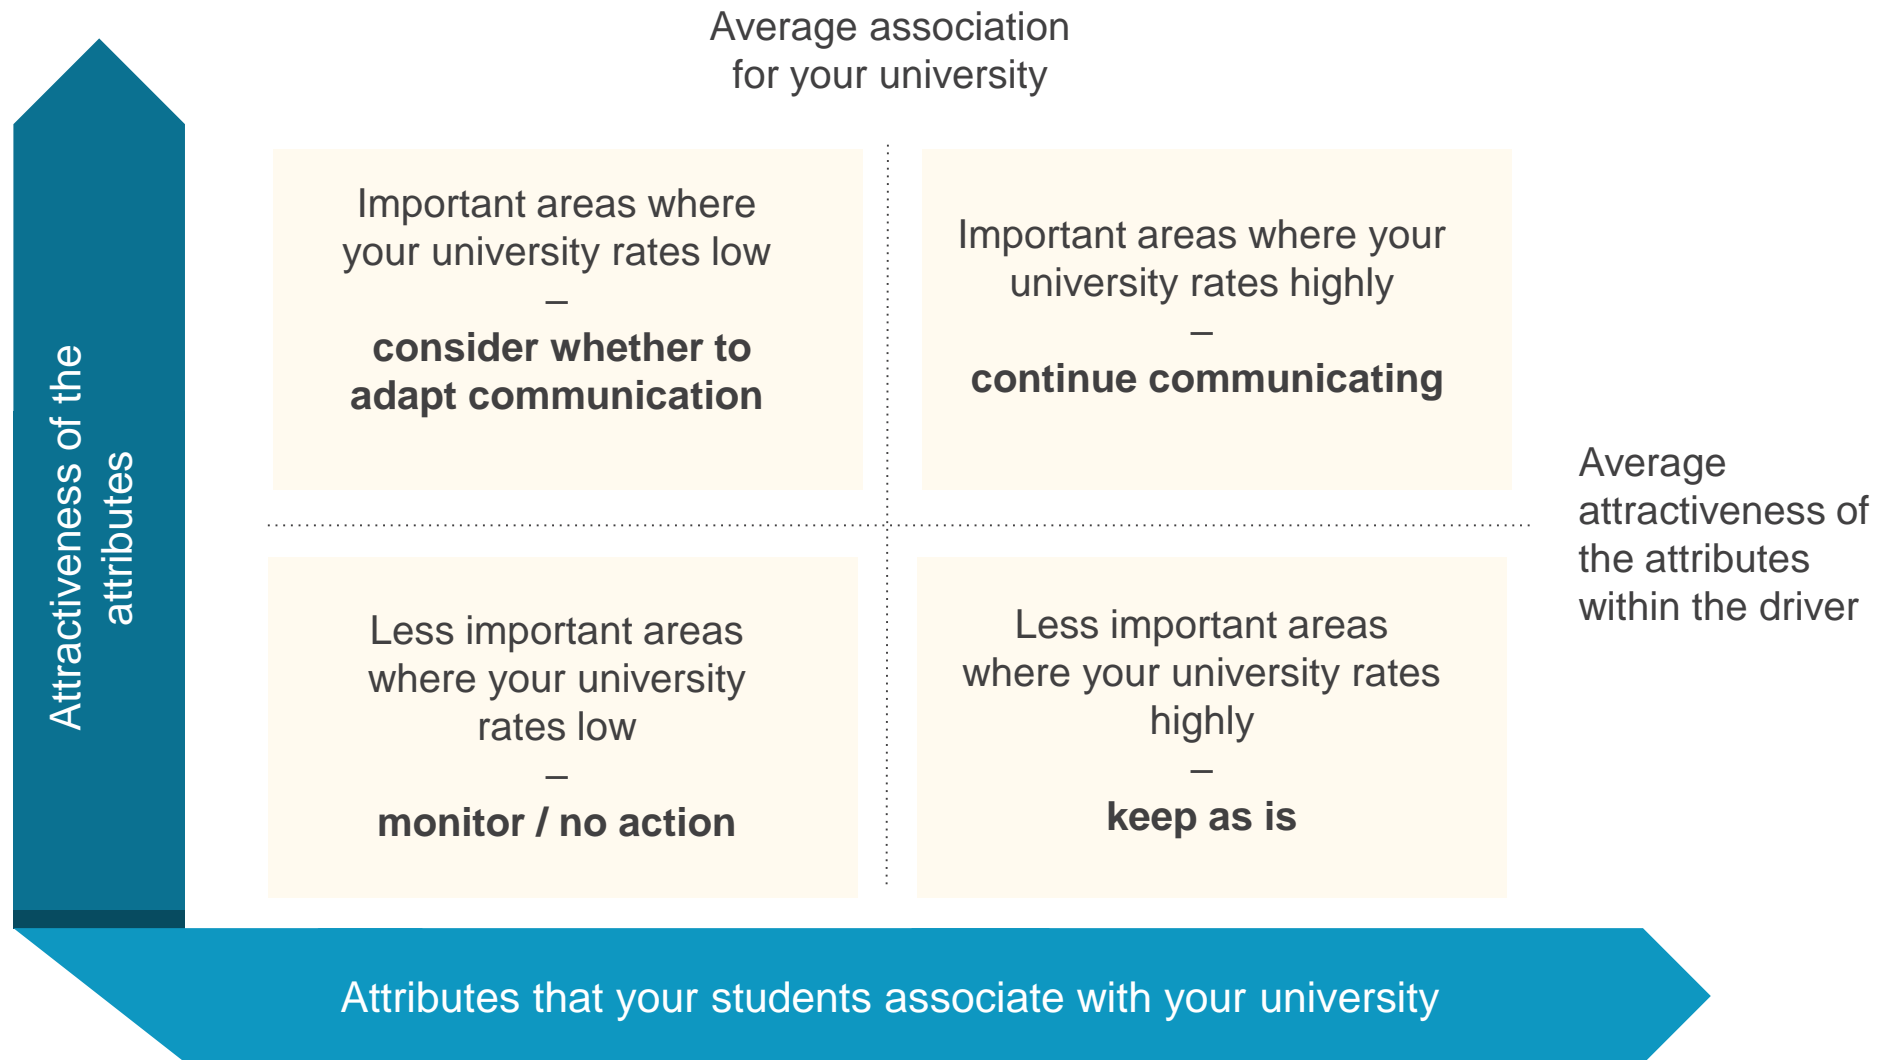 Average association
for your university
Important areas where
your university rates low
–
consider whether to
adapt communication
Important areas where your
university rates highly
–
continue communicating
Attractiveness of the
attributes
Average
attractiveness of
the attributes
within the driver
Less important areas
where your university
rates low
–
monitor / no action
Less important areas
where your university rates
highly
–
keep as is
Attributes that your students associate with your university